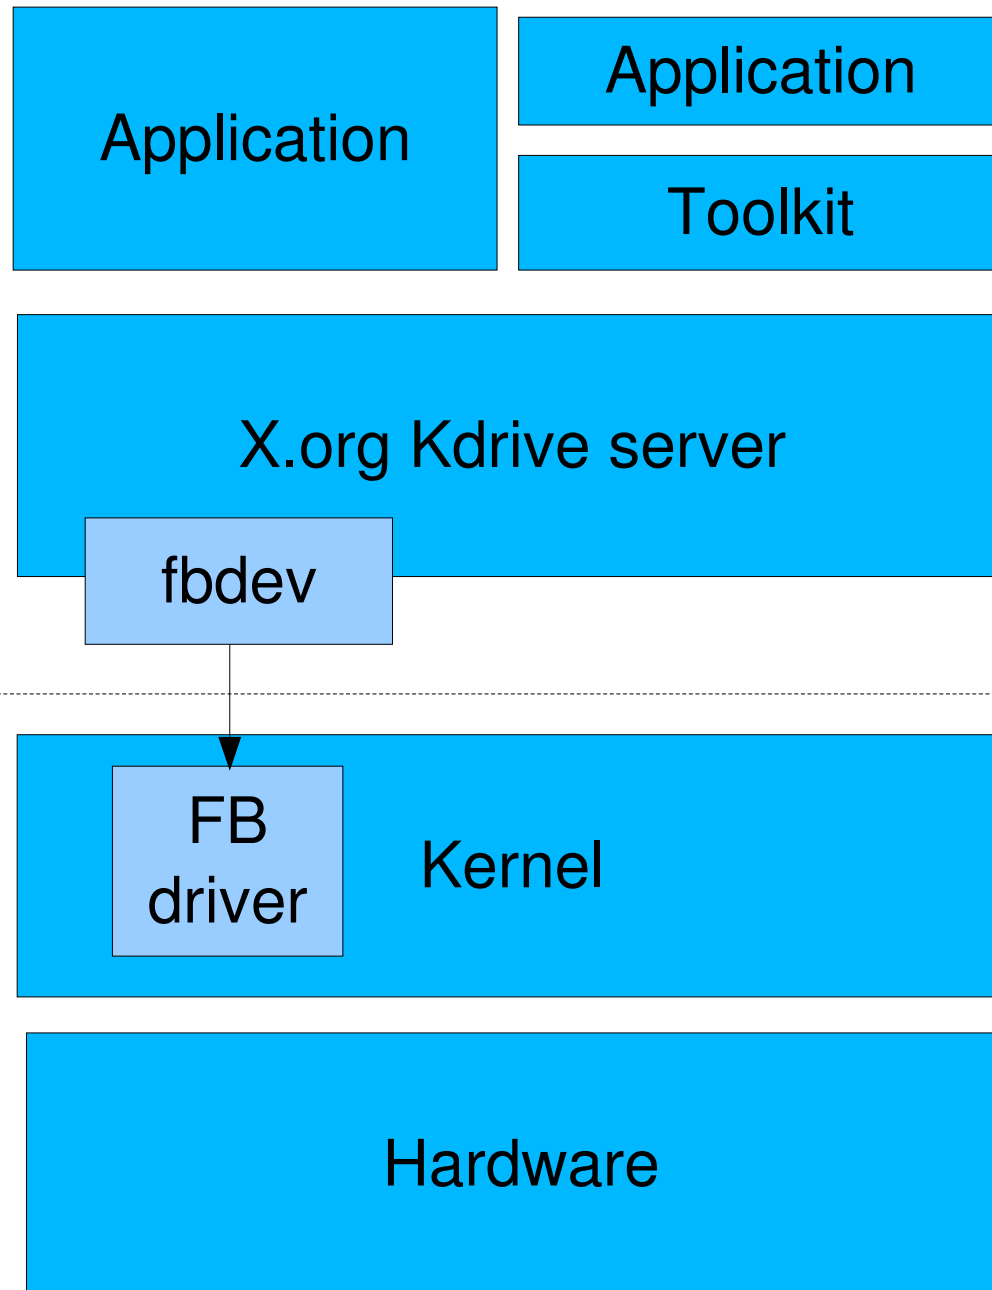 Application
Application
Toolkit
X.org Kdrive server
fbdev
FB
driver
Kernel
Hardware